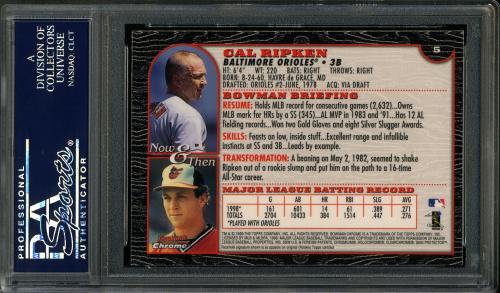 A
DIVISION OF
COLLECTORS
UNIVERSE
NASDAQ: CLCT
PSA
Sports
PROFESSIONAL
AUTHENTICATOR
5
CAL RIPKEN
BALTIMORE ORIOLES • 3B
HT: 6'4" WT: 220 BATS: RIGHT THROWS: RIGHT
BORN: 8-24-60, HAVRE de GRACE, MD
DRAFTED: ORIOLES #2-JUNE, 1978 ACQ: VIA DRAFT
BOWMAN BRIEFING
RESUME: Holds MLB record for consecutive games (2,632)...Owns
MLB mark for HRs by a SS (345)...AL MVP in 1983 and '91...Has 12 AL
fielding records...Won two Gold Gloves and eight Silver Slugger Awards.
SKILLS: Feasts on low, inside stuff...Excellent range and infallible
instincts at SS and 3B...Leads by example.
TRANSFORMATION: A beaning on May 2, 1982, seemed to shake
Ripken out of a rookie slump and put him on the path to a 16-time
All-Star career.
Now & Then
MAJOR LEAGUE BATTING RECORD
G AB HR RBI SB SLG AVG
1998* 161 601 14 61 0 .389 .271
TOTALS 2704 10433 384 1514 36 .447 .276
*PLAYED WITH ORIOLES
Bowman
Chrome